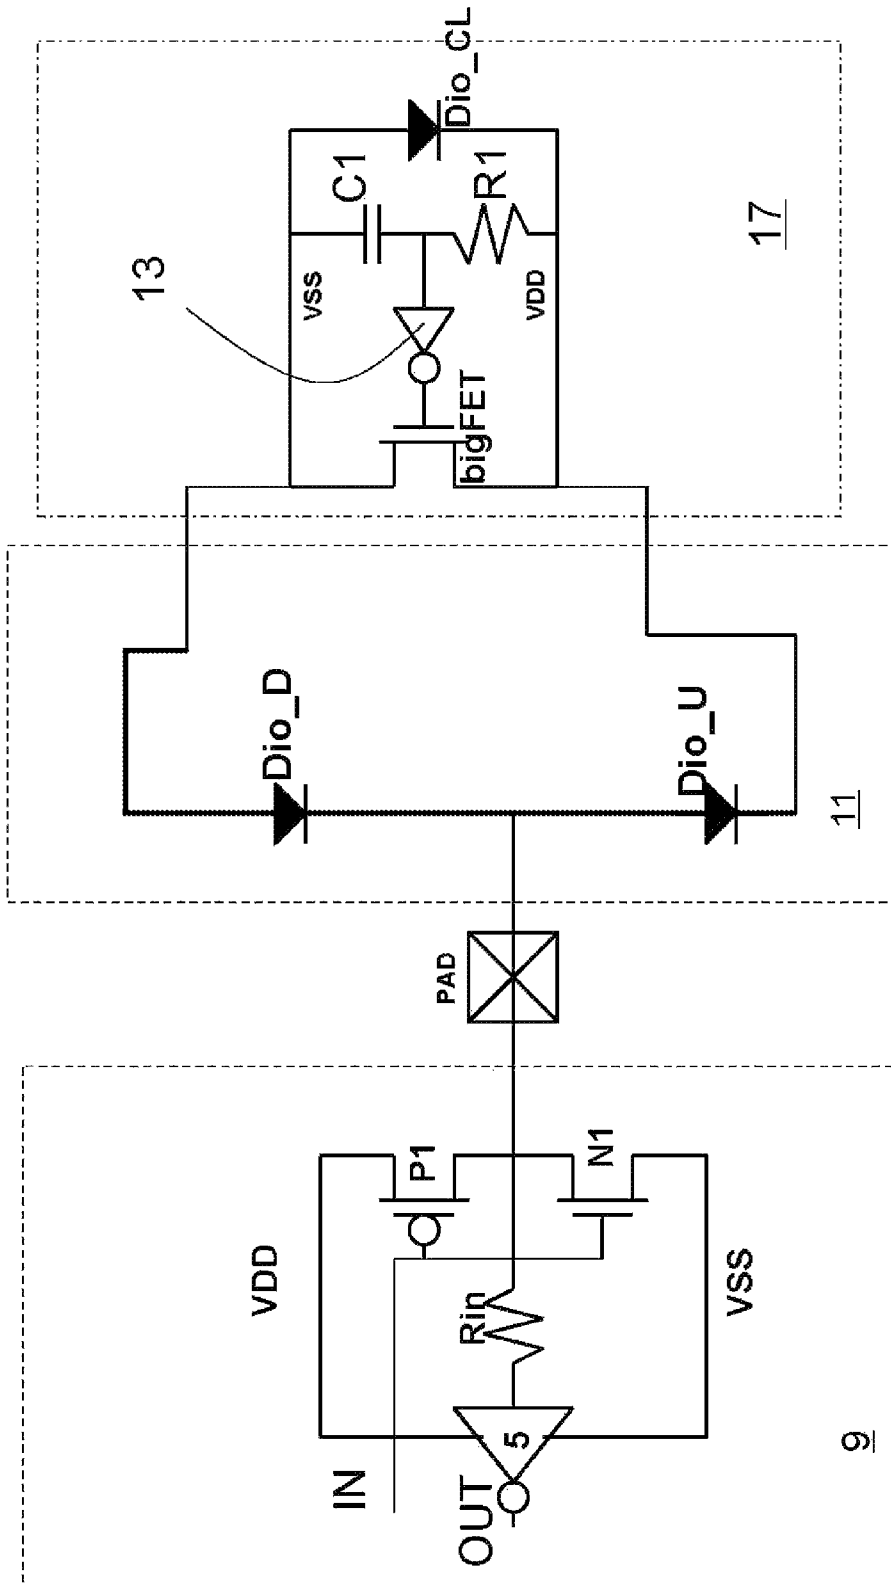 Dio_CL
C1
R1
17
13
VSS
VDD
bigFET
Dio_D
Dio_U
11
PAD
P1
N1
VDD
VSS
Rin
5
IN
OUT
9